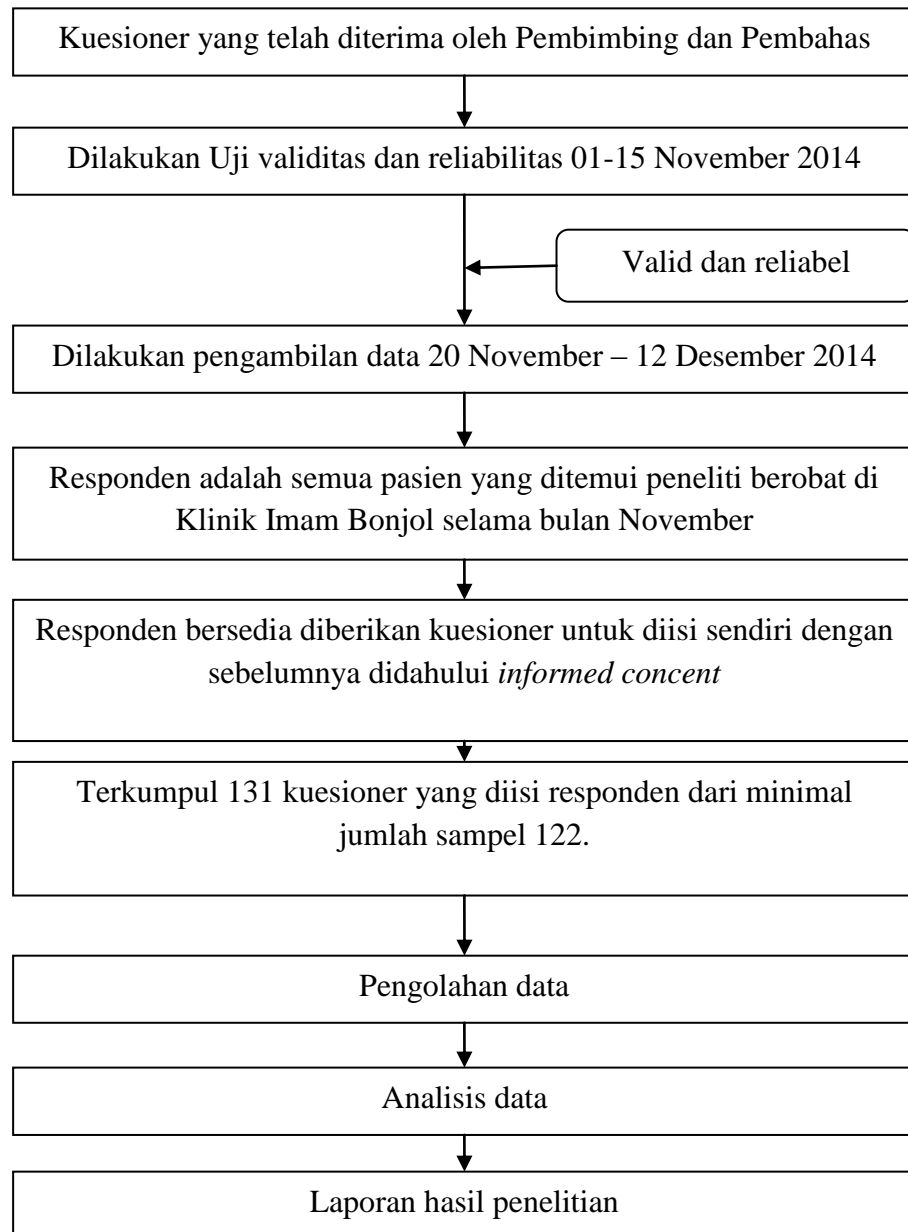 Kuesioner yang telah diterima oleh Pembimbing dan Pembahas
Dilakukan Uji validitas dan reliabilitas 01-15 November 2014
Valid dan reliabel
Dilakukan pengambilan data 20 November – 12 Desember 2014
Responden adalah semua pasien yang ditemui peneliti berobat di
Klinik Imam Bonjol selama bulan November
Responden bersedia diberikan kuesioner untuk diisi sendiri dengan
sebelumnya didahului informed concent
Terkumpul 131 kuesioner yang diisi responden dari minimal
jumlah sampel 122.
Pengolahan data
Analisis data
Laporan hasil penelitian